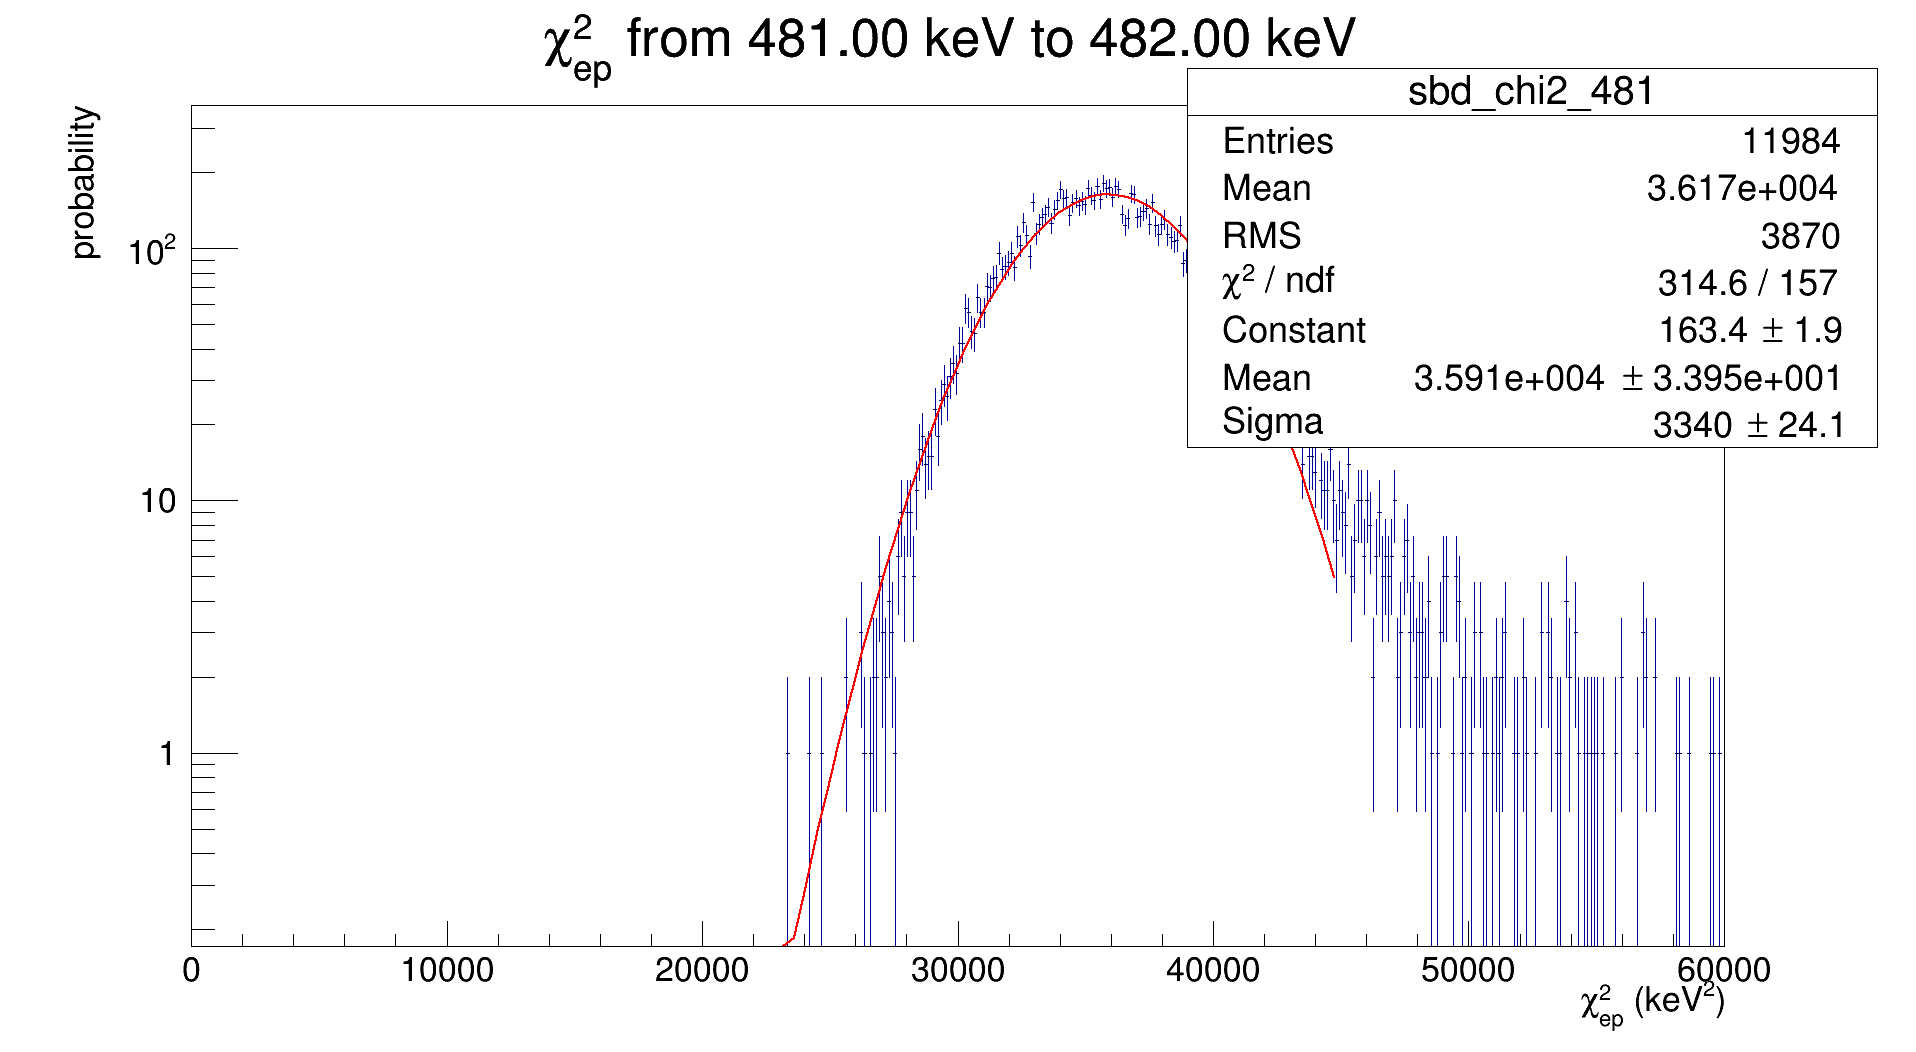 χ²ep from 481.00 keV to 482.00 keV
sbd_chi2_481
Entries 11984
Mean 3.617e+004
RMS 3870
χ² / ndf 314.6 / 157
Constant 163.4 ± 1.9
Mean 3.591e+004 ± 3.395e+001
Sigma 3340 ± 24.1
probability
10²
10
1
0 10000 20000 30000 40000 50000 60000
χ²ep (keV²)